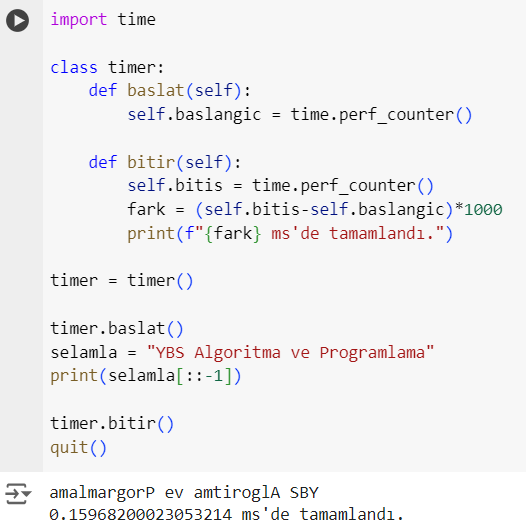 import time
class timer:
def baslat(self):
self.baslangic = time.perf_counter()
def bitir(self):
self.bitis = time.perf_counter()
fark = (self.bitis-self.baslangic)*1000
print(f"{fark} ms'de tamamlandı.")
timer = timer()
timer.baslat()
selamla = "YBS Algoritma ve Programlama"
print(selamla[::-1])
timer.bitir()
quit()
amalmargorP ev amtiroglA SBY
0.15968200023053214 ms'de tamamlandı.